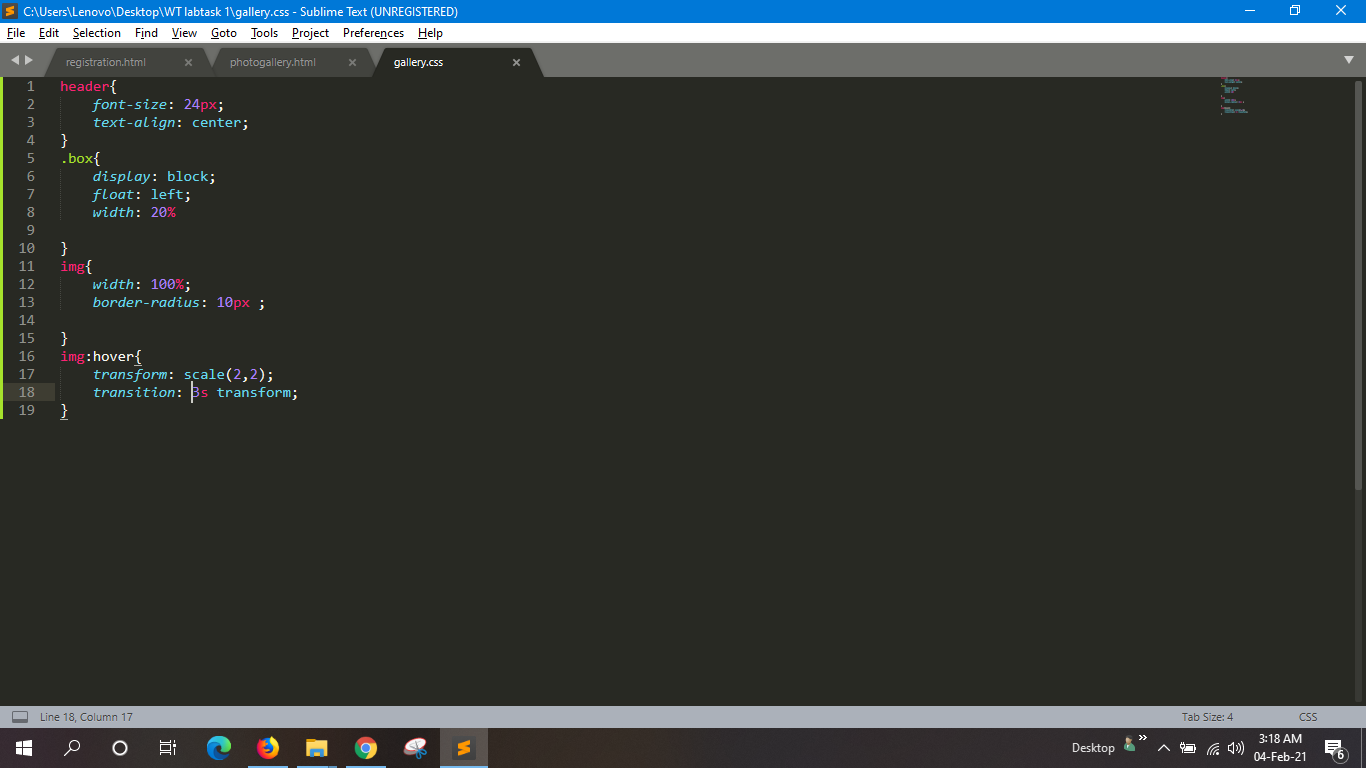 C:\Users\Lenovo\Desktop\WT labtask 1\gallery.css - Sublime Text (UNREGISTERED)
File Edit Selection Find View Goto Tools Project Preferences Help
registration.html photogallery.html gallery.css
1 header{
2 font-size: 24px;
3 text-align: center;
4 }
5 .box{
6 display: block;
7 float: left;
8 width: 20%
9
10 }
11 img{
12 width: 100%;
13 border-radius: 10px ;
14
15 }
16 img:hover{
17 transform: scale(2,2);
18 transition: 3s transform;
19 }
Line 18, Column 17 Tab Size: 4 CSS
Desktop 3:18 AM
04-Feb-21 6